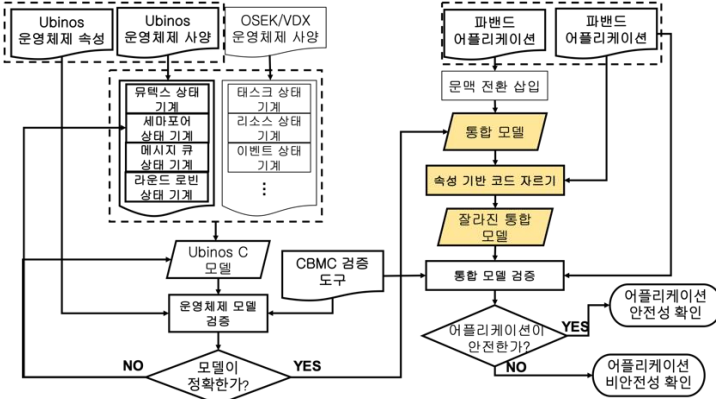 Ubinos
운영체제 속성
Ubinos
운영체제 사양
OSEK/VDX
운영체제 사양
뮤텍스 상태
기계
세마포어
상태 기계
메시지 큐
상태 기계
라운드 로빈
상태 기계
태스크 상태
기계
리소스 상태
기계
이벤트 상태
기계
⋮
Ubinos C
모델
운영체제 모델
검증
모델이
정확한가?
NO
YES
CBMC 검증
도구
파밴드
어플리케이션
파밴드
어플리케이션
문맥 전환 삽입
통합 모델
속성 기반 코드 자르기
잘라진 통합
모델
통합 모델 검증
어플리케이션이
안전한가?
YES
NO
어플리케이션
안전성 확인
어플리케이션
비안전성 확인